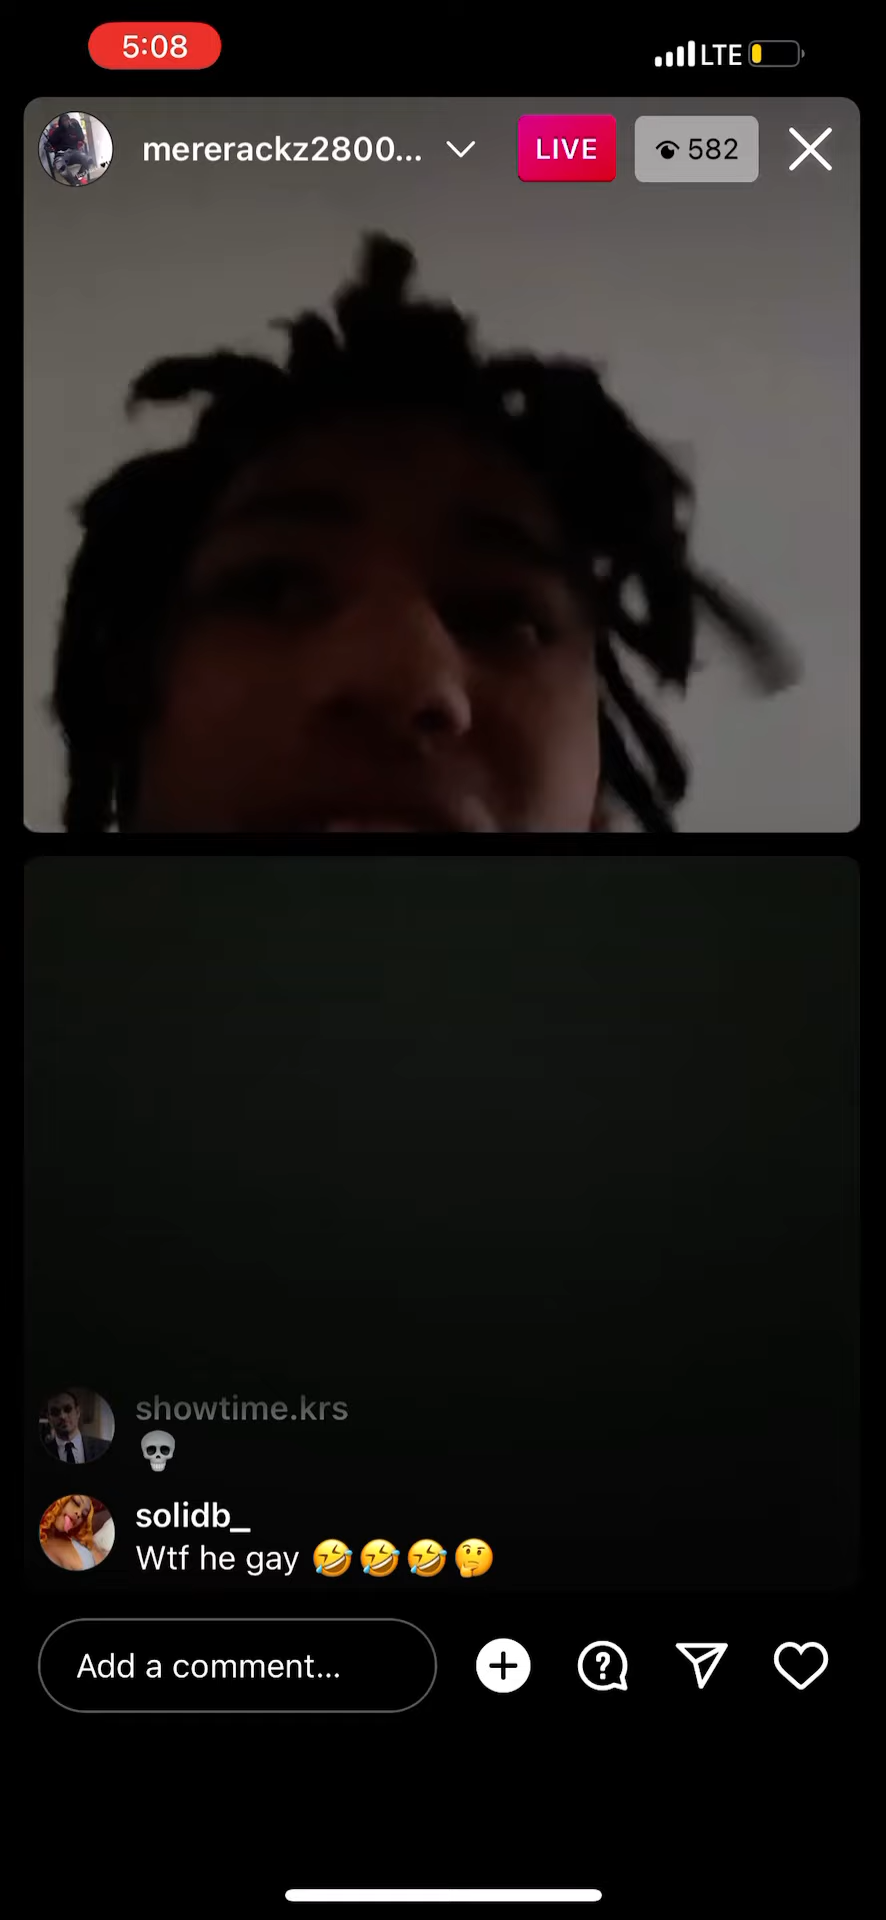 5:08 LTE
mererackz2800... LIVE 582
showtime.krs
💀
solidb_
Wtf he gay 🤣🤣🤣🤔
Add a comment...